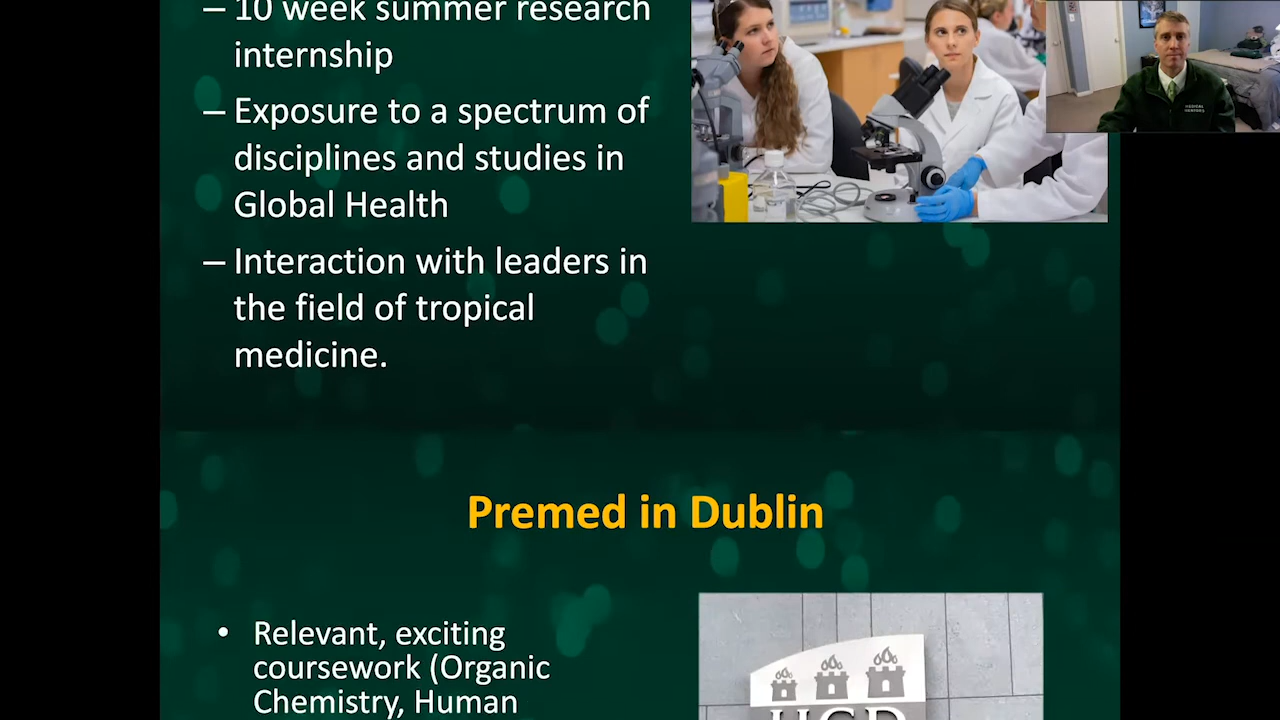 – 10 week summer research
internship
– Exposure to a spectrum of
disciplines and studies in
Global Health
– Interaction with leaders in
the field of tropical
medicine.
Premed in Dublin
• Relevant, exciting
coursework (Organic
Chemistry, Human
UCD